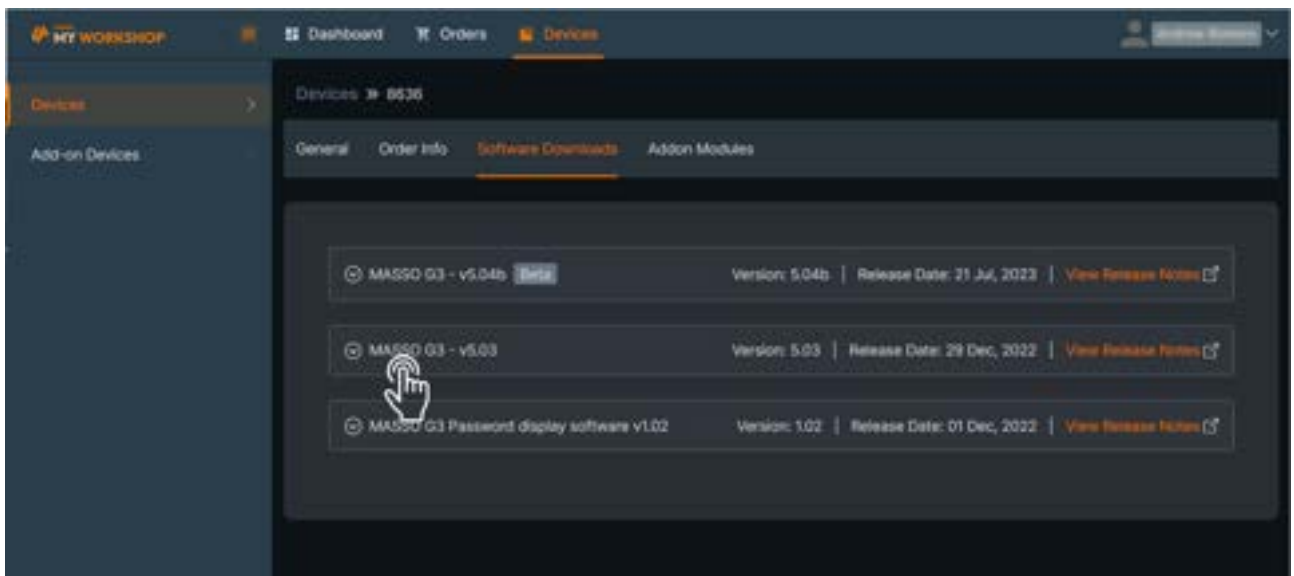 MY WORKSHOP
Dashboard Orders Devices
Devices
Add-on Devices
Devices » 8636
General Order Info Software Downloads Addon Modules
MASSO G3 - v5.04b Beta Version: 5.04b | Release Date: 21 Jul, 2023 | View Release Notes
MASSO G3 - v5.03 Version: 5.03 | Release Date: 29 Dec, 2022 | View Release Notes
MASSO G3 Password display software v1.02 Version: 1.02 | Release Date: 01 Dec, 2022 | View Release Notes